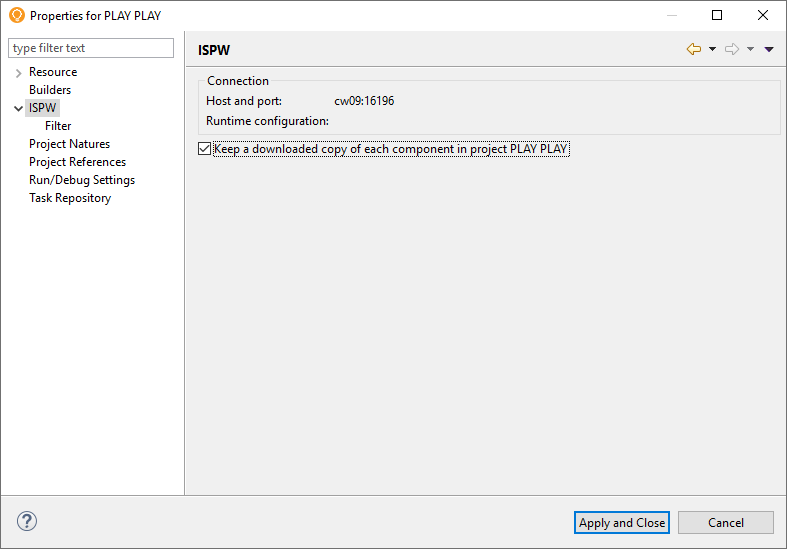 Properties for PLAY PLAY
type filter text
Resource
Builders
ISPW
Filter
Project Natures
Project References
Run/Debug Settings
Task Repository
ISPW
Connection
Host and port: cw09:16196
Runtime configuration:
Keep a downloaded copy of each component in project PLAY PLAY
?
Apply and Close
Cancel